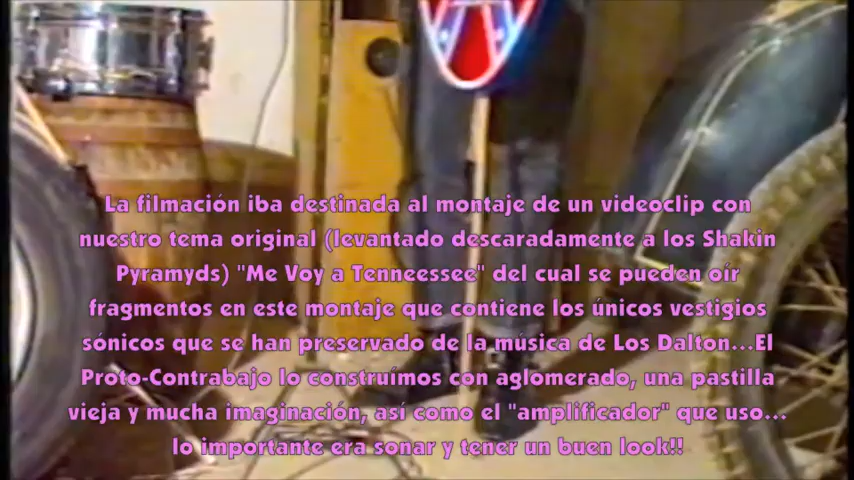 La filmación iba destinada al montaje de un videoclip con
nuestro tema original (levantado descaradamente a los Shakin
Pyramyds) "Me Voy a Tenneessee" del cual se pueden oír
fragmentos en este montaje que contiene los únicos vestigios
sónicos que se han preservado de la música de Los Dalton...El
Proto-Contrabajo lo construímos con aglomerado, una pastilla
vieja y mucha imaginación, así como el "amplificador" que uso...
lo importante era sonar y tener un buen look!!